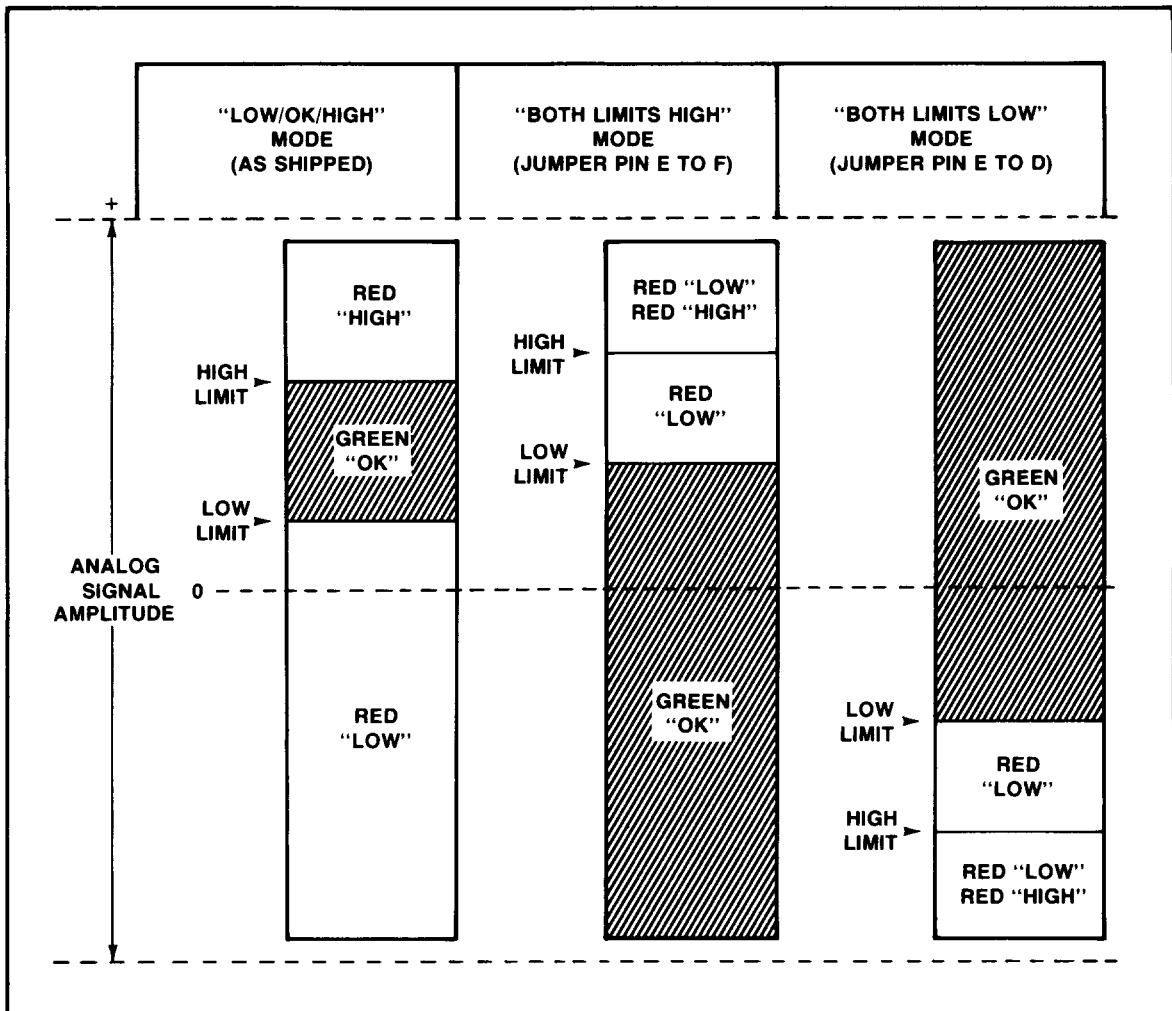 “LOW/OK/HIGH”
MODE
(AS SHIPPED)
“BOTH LIMITS HIGH”
MODE
(JUMPER PIN E TO F)
“BOTH LIMITS LOW”
MODE
(JUMPER PIN E TO D)
+
RED
“HIGH”
HIGH
LIMIT
GREEN
“OK”
LOW
LIMIT
RED
“LOW”
RED “LOW”
RED “HIGH”
HIGH
LIMIT
RED
“LOW”
LOW
LIMIT
GREEN
“OK”
GREEN
“OK”
LOW
LIMIT
RED
“LOW”
HIGH
LIMIT
RED “LOW”
RED “HIGH”
ANALOG
SIGNAL
AMPLITUDE
0